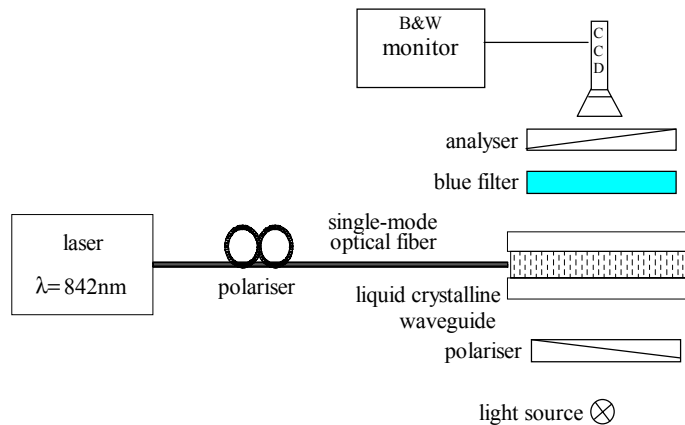 B&W
monitor
C
C
D
analyser
blue filter
single-mode
optical fiber
laser
λ= 842nm
polariser
liquid crystalline
waveguide
polariser
light source